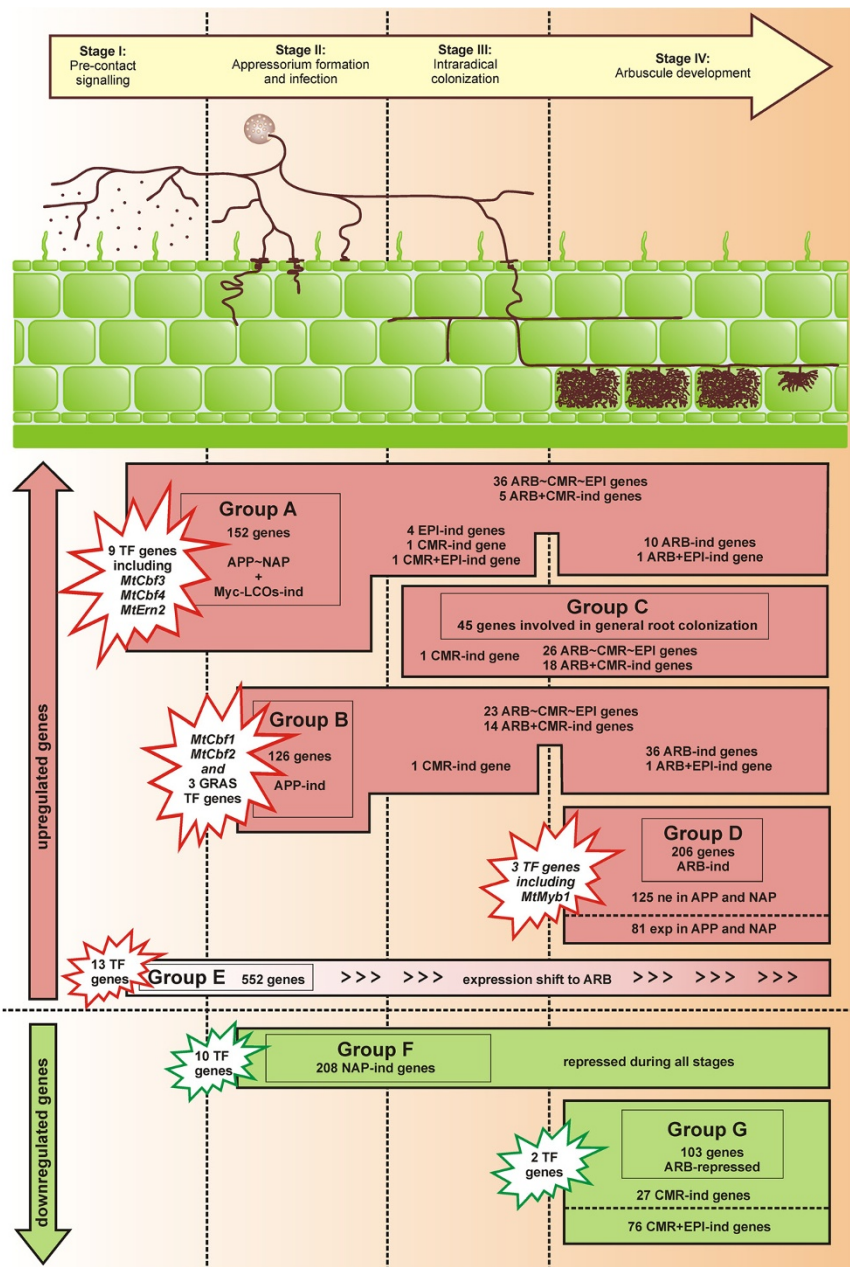 Stage I:
Pre-contact
signalling
Stage II:
Appressorium formation
and infection
Stage III:
Intraradical
colonization
Stage IV:
Arbuscule development
upregulated genes
9 TF genes
including
MtCbf3
MtCbf4
MtErn2
Group A
152 genes
APP~NAP
+
Myc-LCOs-ind
36 ARB~CMR~EPI genes
5 ARB+CMR-ind genes
4 EPI-ind genes
1 CMR-ind gene
1 CMR+EPI-ind gene
10 ARB-ind genes
1 ARB+EPI-ind gene
Group C
45 genes involved in general root colonization
1 CMR-ind gene
26 ARB~CMR~EPI genes
18 ARB+CMR-ind genes
MtCbf1
MtCbf2
and
3 GRAS
TF genes
Group B
126 genes
APP-ind
23 ARB~CMR~EPI genes
14 ARB+CMR-ind genes
1 CMR-ind gene
36 ARB-ind genes
1 ARB+EPI-ind gene
3 TF genes
including
MtMyb1
Group D
206 genes
ARB-ind
125 ne in APP and NAP
81 exp in APP and NAP
13 TF
genes
Group E 552 genes >>> >>> expression shift to ARB >>> >>> >>>
downregulated genes
10 TF
genes
Group F
208 NAP-ind genes
repressed during all stages
2 TF
genes
Group G
103 genes
ARB-repressed
27 CMR-ind genes
76 CMR+EPI-ind genes